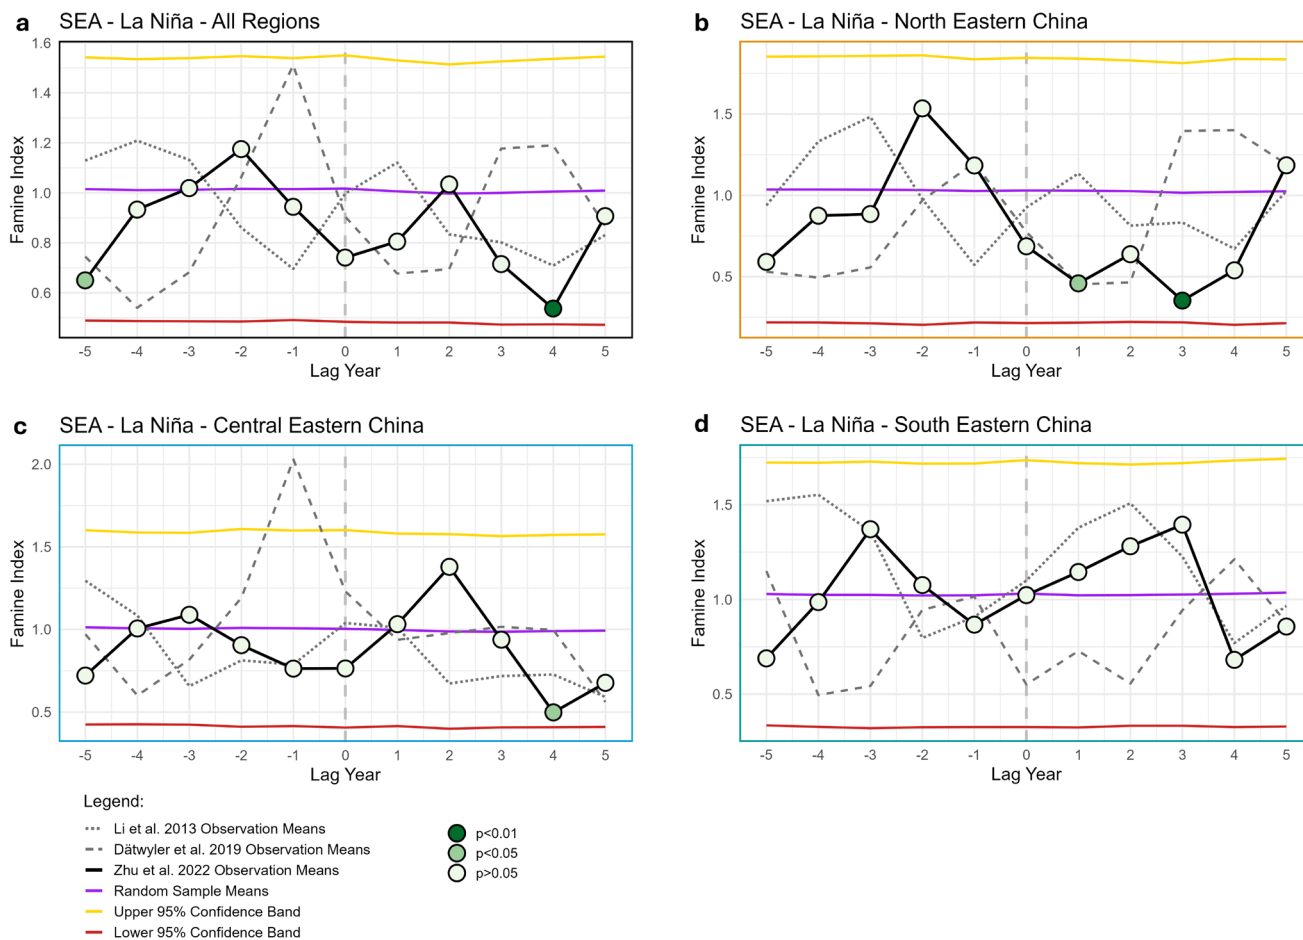 a SEA - La Niña - All Regions
Famine Index
1.6
1.4
1.2
1.0
0.8
0.6
-5 -4 -3 -2 -1 0 1 2 3 4 5
Lag Year
b SEA - La Niña - North Eastern China
Famine Index
1.5
1.0
0.5
-5 -4 -3 -2 -1 0 1 2 3 4 5
Lag Year
c SEA - La Niña - Central Eastern China
Famine Index
2.0
1.5
1.0
0.5
-5 -4 -3 -2 -1 0 1 2 3 4 5
Lag Year
d SEA - La Niña - South Eastern China
Famine Index
1.5
1.0
0.5
-5 -4 -3 -2 -1 0 1 2 3 4 5
Lag Year
Legend:
Li et al. 2013 Observation Means
Dätwyler et al. 2019 Observation Means
Zhu et al. 2022 Observation Means
Random Sample Means
Upper 95% Confidence Band
Lower 95% Confidence Band
p<0.01
p<0.05
p>0.05